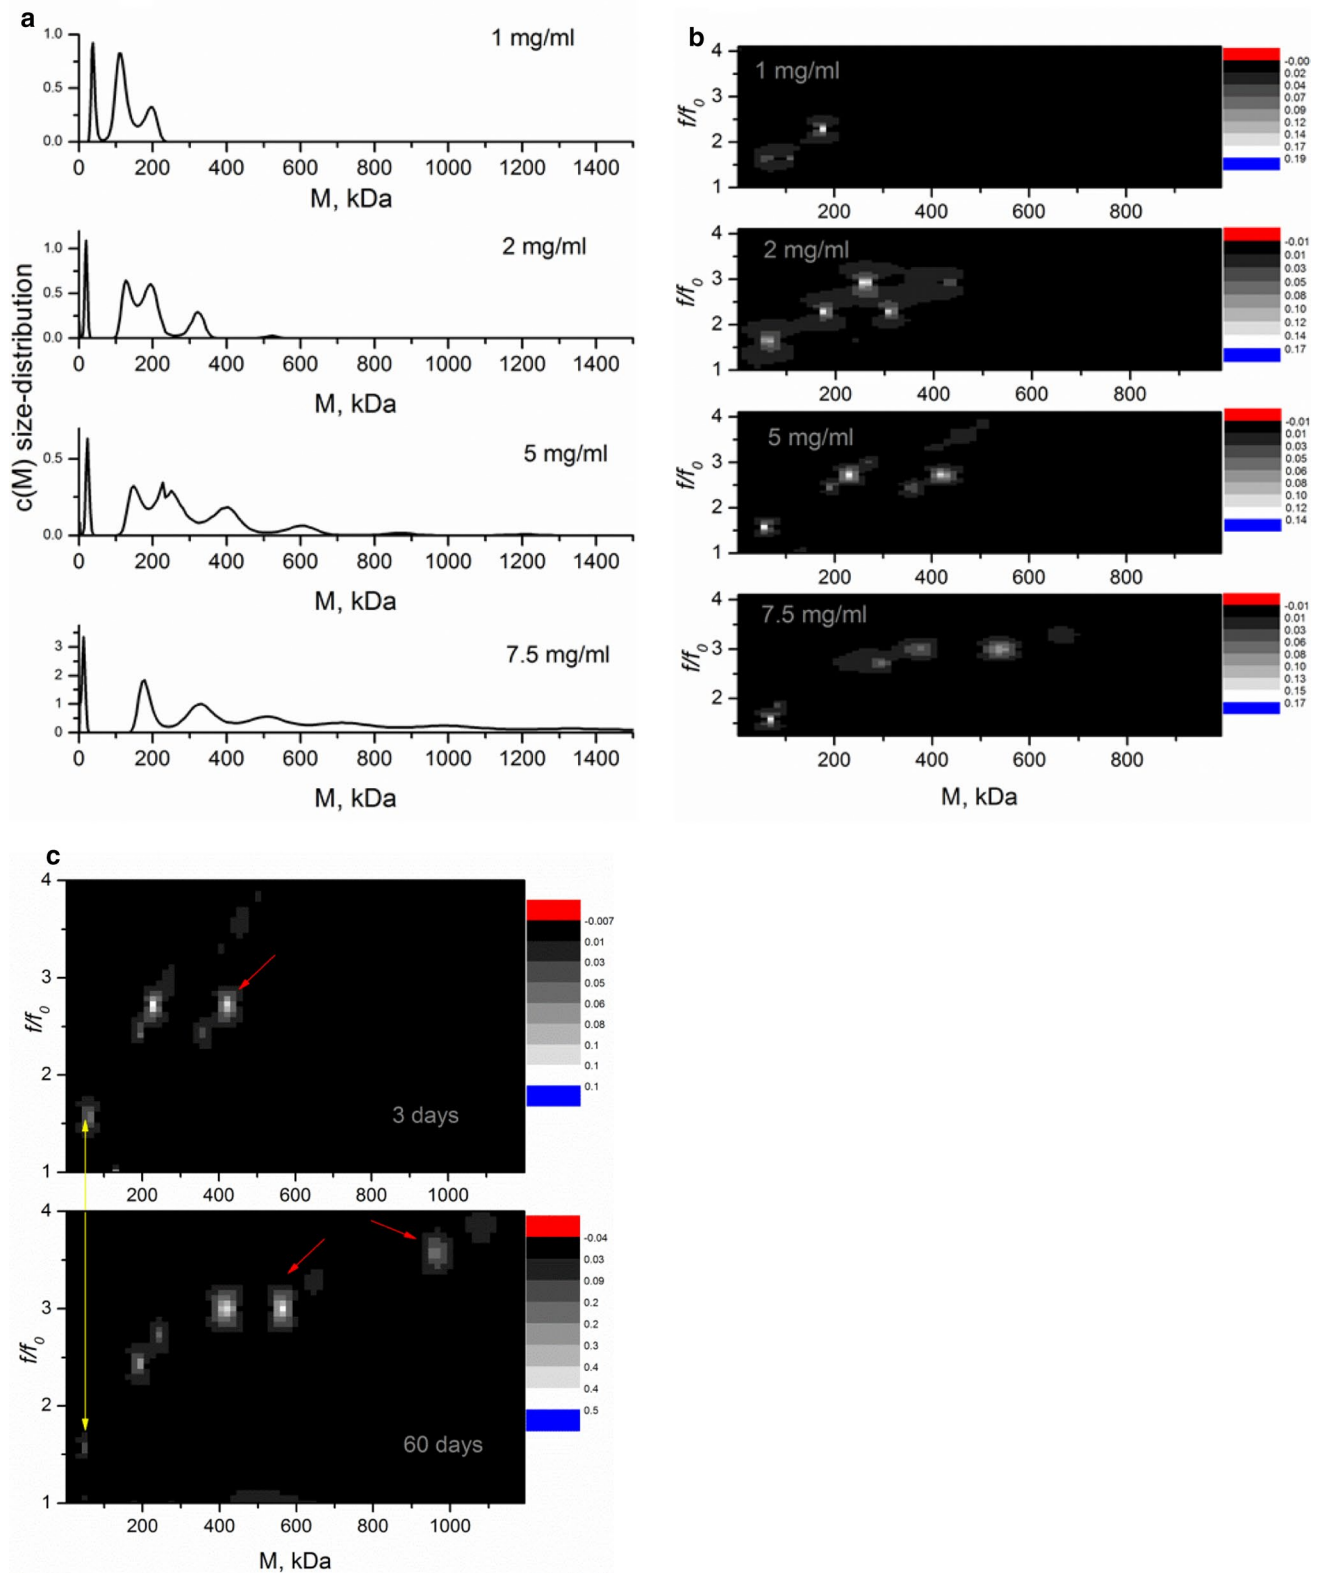 a
1 mg/ml
1.0
0.5
0.0
0 200 400 600 800 1000 1200 1400
M, kDa
2 mg/ml
1.0
0.5
0.0
0 200 400 600 800 1000 1200 1400
M, kDa
c(M) size-distribution
5 mg/ml
0.5
0.0
0 200 400 600 800 1000 1200 1400
M, kDa
7.5 mg/ml
3
2
1
0
0 200 400 600 800 1000 1200 1400
M, kDa
b
1 mg/ml
f/f0
4
3
2
1
200 400 600 800
-0.00
0.02
0.04
0.07
0.09
0.12
0.14
0.17
0.19
2 mg/ml
f/f0
4
3
2
1
200 400 600 800
-0.01
0.01
0.03
0.05
0.08
0.10
0.12
0.14
0.17
5 mg/ml
f/f0
4
3
2
1
200 400 600 800
-0.01
0.01
0.03
0.05
0.06
0.08
0.10
0.12
0.14
7.5 mg/ml
f/f0
4
3
2
200 400 600 800
M, kDa
-0.01
0.01
0.03
0.06
0.08
0.10
0.13
0.15
0.17
c
4
3
2
1
f/f0
3 days
200 400 600 800 1000
-0.007
0.01
0.03
0.05
0.06
0.08
0.1
0.1
0.1
4
3
2
1
f/f0
60 days
200 400 600 800 1000
M, kDa
-0.04
0.03
0.09
0.2
0.2
0.3
0.4
0.4
0.5